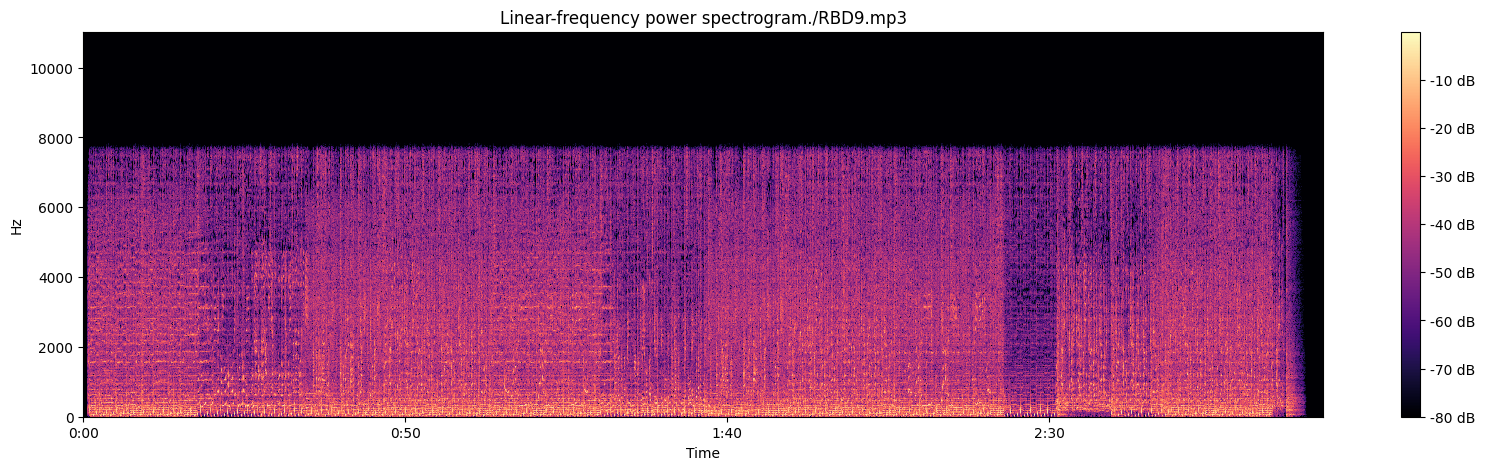 Linear-frequency power spectrogram./RBD9.mp3
10000
8000
6000
4000
2000
0
Hz
0:00
0:50
1:40
2:30
Time
-10 dB
-20 dB
-30 dB
-40 dB
-50 dB
-60 dB
-70 dB
-80 dB